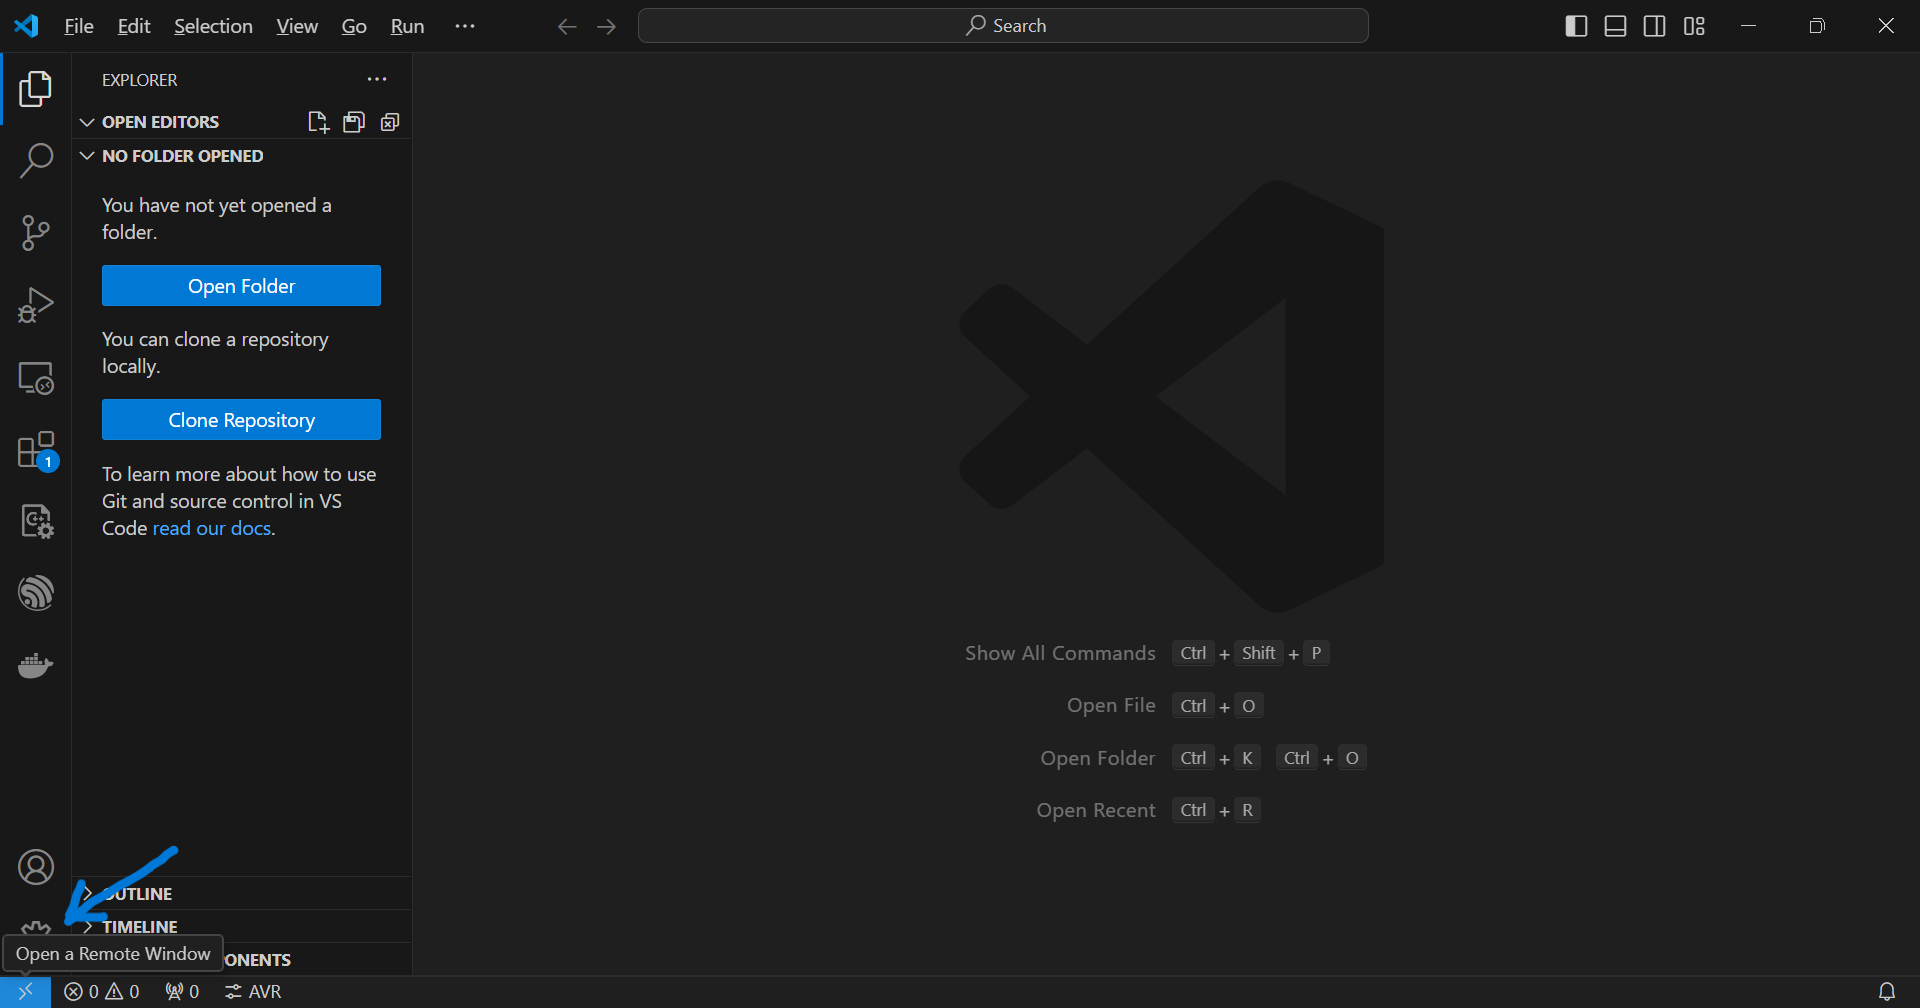 File Edit Selection View Go Run ···
Search
EXPLORER
OPEN EDITORS
NO FOLDER OPENED
You have not yet opened a
folder.
Open Folder
You can clone a repository
locally.
Clone Repository
To learn more about how to use
Git and source control in VS
Code read our docs.
1
C++
Show All Commands Ctrl + Shift + P
Open File Ctrl + O
Open Folder Ctrl + K Ctrl + O
Open Recent Ctrl + R
OUTLINE
TIMELINE
Open a Remote Window
ONENTS
0 0 0 AVR